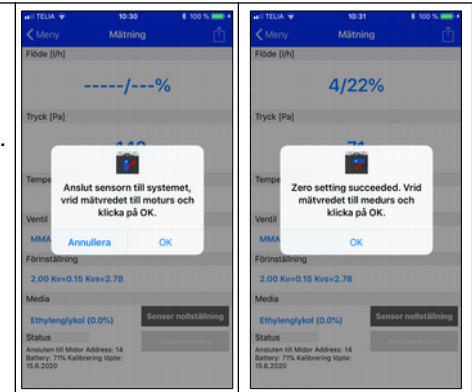 TELIA 10:30 100 %
Meny Mätning
Flöde [l/h]
-----/---%
Tryck [Pa]
Tempe
Anslut sensorn till systemet,
vrid mätvredet till moturs och
klicka på OK.
Annullera OK
Ventil
MMA
Förinställning
2.00 Kv=0.15 Kvs=2.78
Media
Ethylenglykol (0.0%) Sensor nollställning
Status
Ansluten till Midor Address: 14
Battery: 71% Kalibrering löpte:
15.6.2020
TELIA 10:31 100 %
Meny Mätning
Flöde [l/h]
4/22%
Tryck [Pa]
71
Tempe
Zero setting succeeded. Vrid
mätvredet till medurs och
klicka på OK.
OK
Ventil
MMA
Förinställning
2.00 Kv=0.15 Kvs=2.78
Media
Ethylenglykol (0.0%) Sensor nollställning
Status
Ansluten till Midor Address: 14
Battery: 71% Kalibrering löpte:
15.6.2020